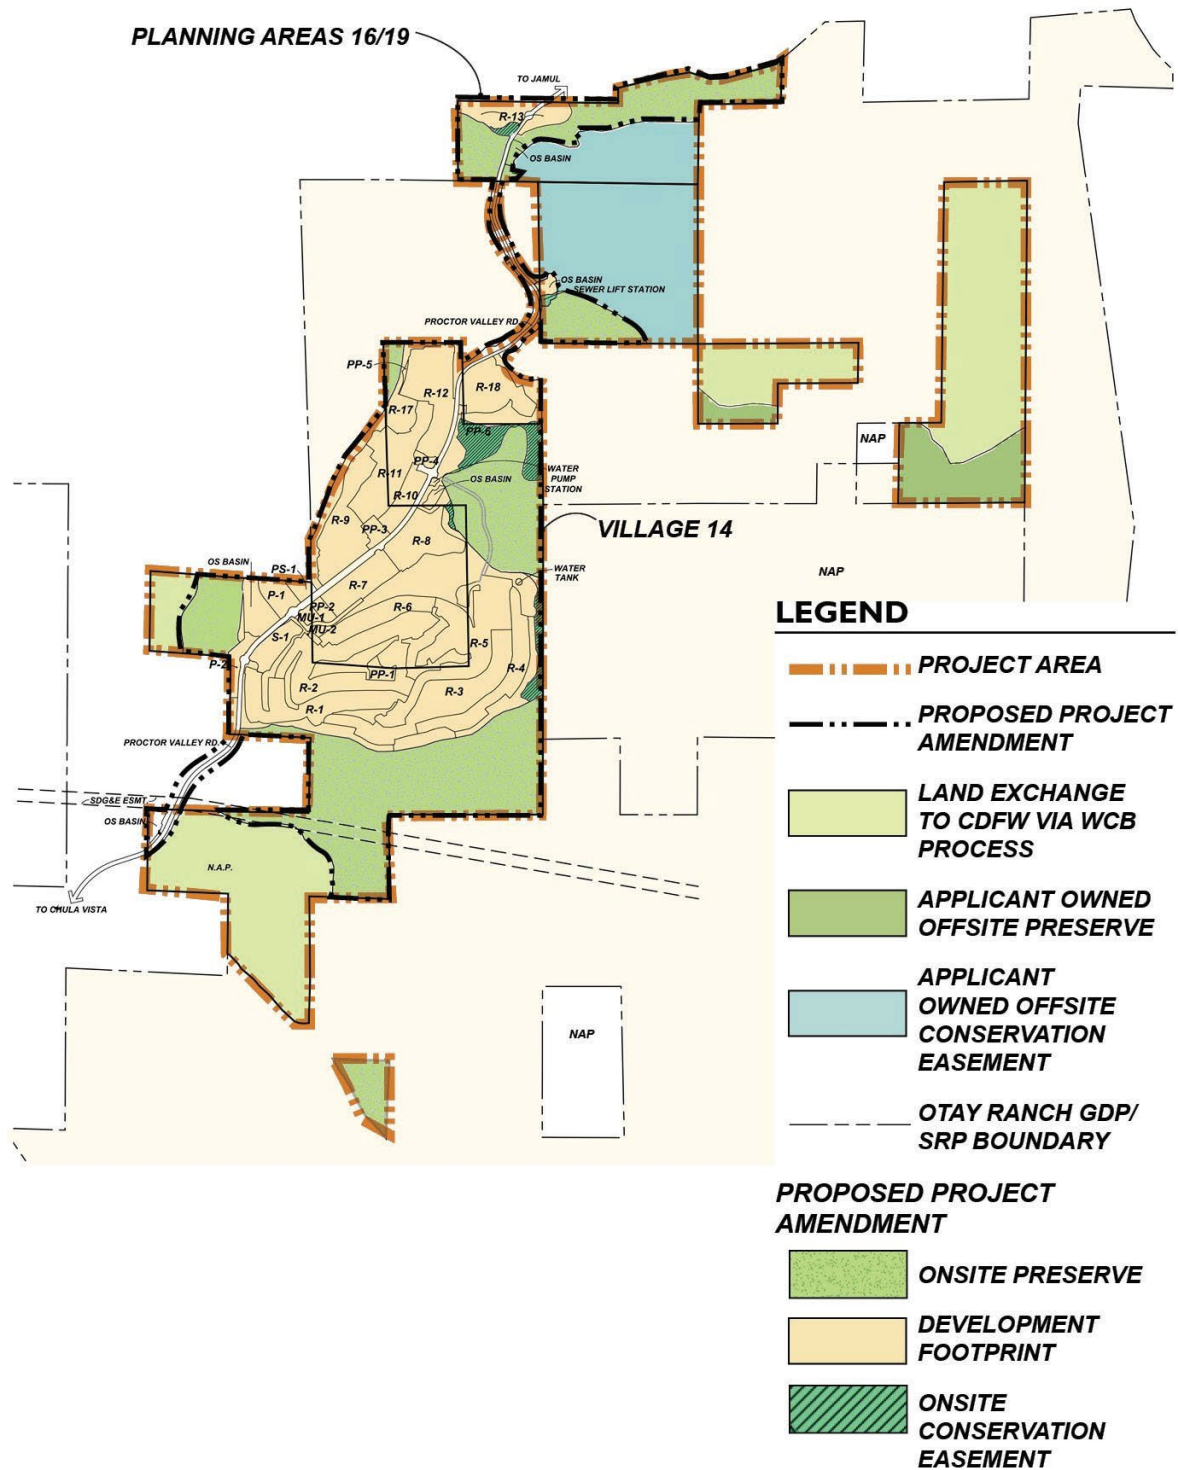 PLANNING AREAS 16/19
TO JAMUL
R-13
OS BASIN
OS BASIN
SEWER LIFT STATION
PROCTOR VALLEY RD.
PP-5
R-12
R-18
R-17
PP-6
NAP
PP-4
R-11
WATER
PUMP
STATION
OS BASIN
R-10
R-9
PP-3
VILLAGE 14
R-8
OS BASIN
PS-1
WATER
TANK
NAP
R-7
P-1
PP-2
R-6
MU-1
MU-2
S-1
R-5
P-2
R-4
PP-1
R-2
R-3
R-1
PROCTOR VALLEY RD.
SDG&E ESMT
OS BASIN
N.A.P.
TO CHULA VISTA
NAP
LEGEND
PROJECT AREA
PROPOSED PROJECT
AMENDMENT
LAND EXCHANGE
TO CDFW VIA WCB
PROCESS
APPLICANT OWNED
OFFSITE PRESERVE
APPLICANT
OWNED OFFSITE
CONSERVATION
EASEMENT
OTAY RANCH GDP/
SRP BOUNDARY
PROPOSED PROJECT
AMENDMENT
ONSITE PRESERVE
DEVELOPMENT
FOOTPRINT
ONSITE
CONSERVATION
EASEMENT